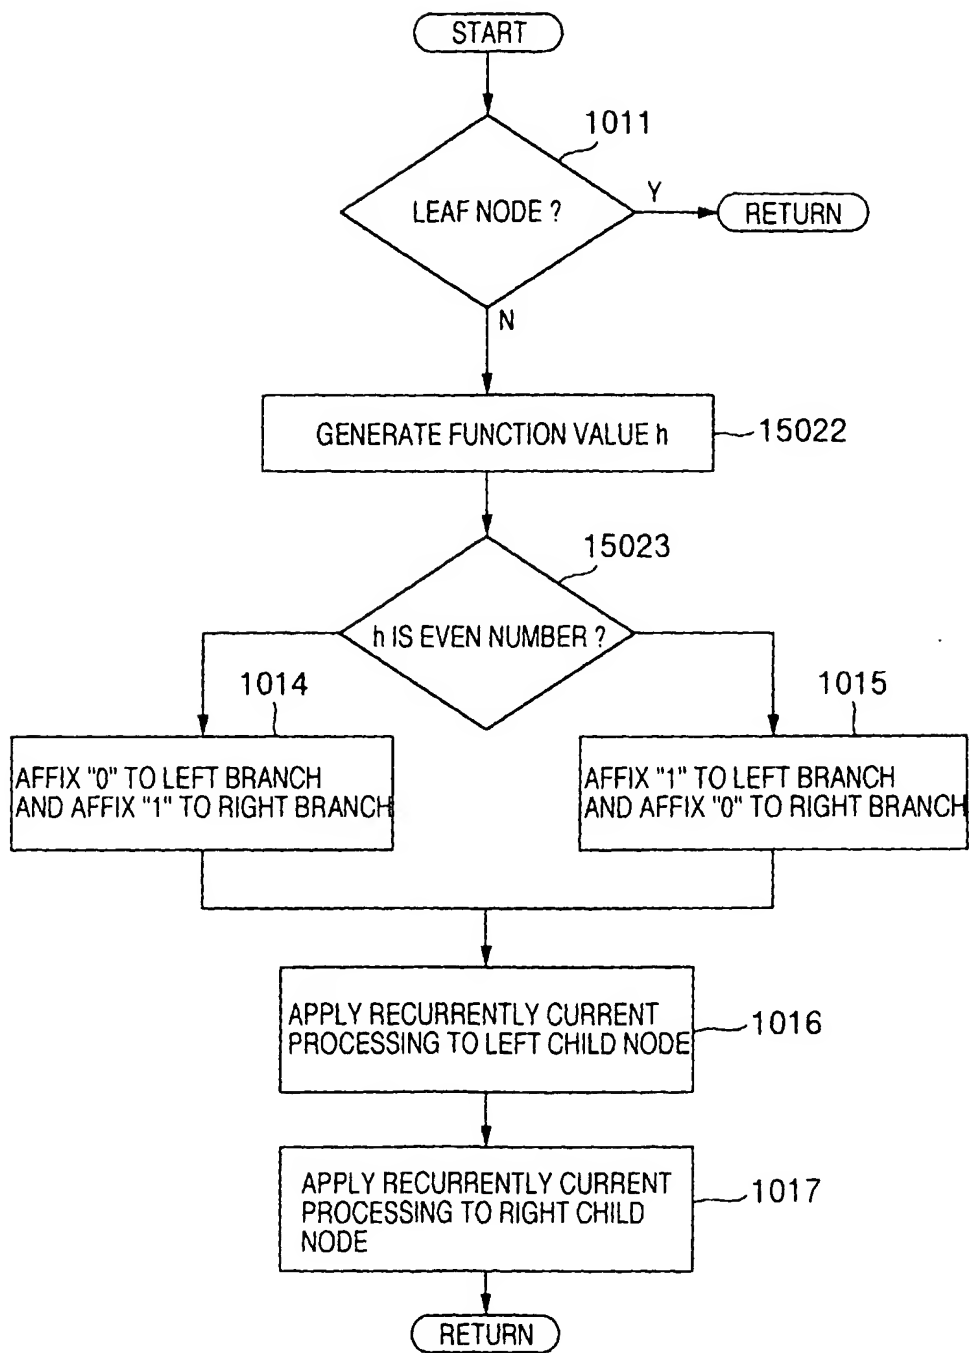 START
1011
LEAF NODE ?
Y
RETURN
N
GENERATE FUNCTION VALUE h
15022
15023
h IS EVEN NUMBER ?
1014
1015
AFFIX "0" TO LEFT BRANCH
AND AFFIX "1" TO RIGHT BRANCH
AFFIX "1" TO LEFT BRANCH
AND AFFIX "0" TO RIGHT BRANCH
APPLY RECURRENTLY CURRENT
PROCESSING TO LEFT CHILD NODE
1016
APPLY RECURRENTLY CURRENT
PROCESSING TO RIGHT CHILD
NODE
1017
RETURN